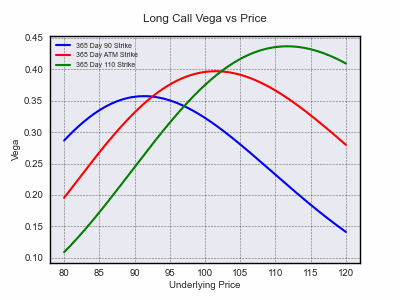 Long Call Vega vs Price
365 Day 90 Strike
365 Day ATM Strike
365 Day 110 Strike
Vega
0.45
0.40
0.35
0.30
0.25
0.20
0.15
0.10
80 85 90 95 100 105 110 115 120
Underlying Price